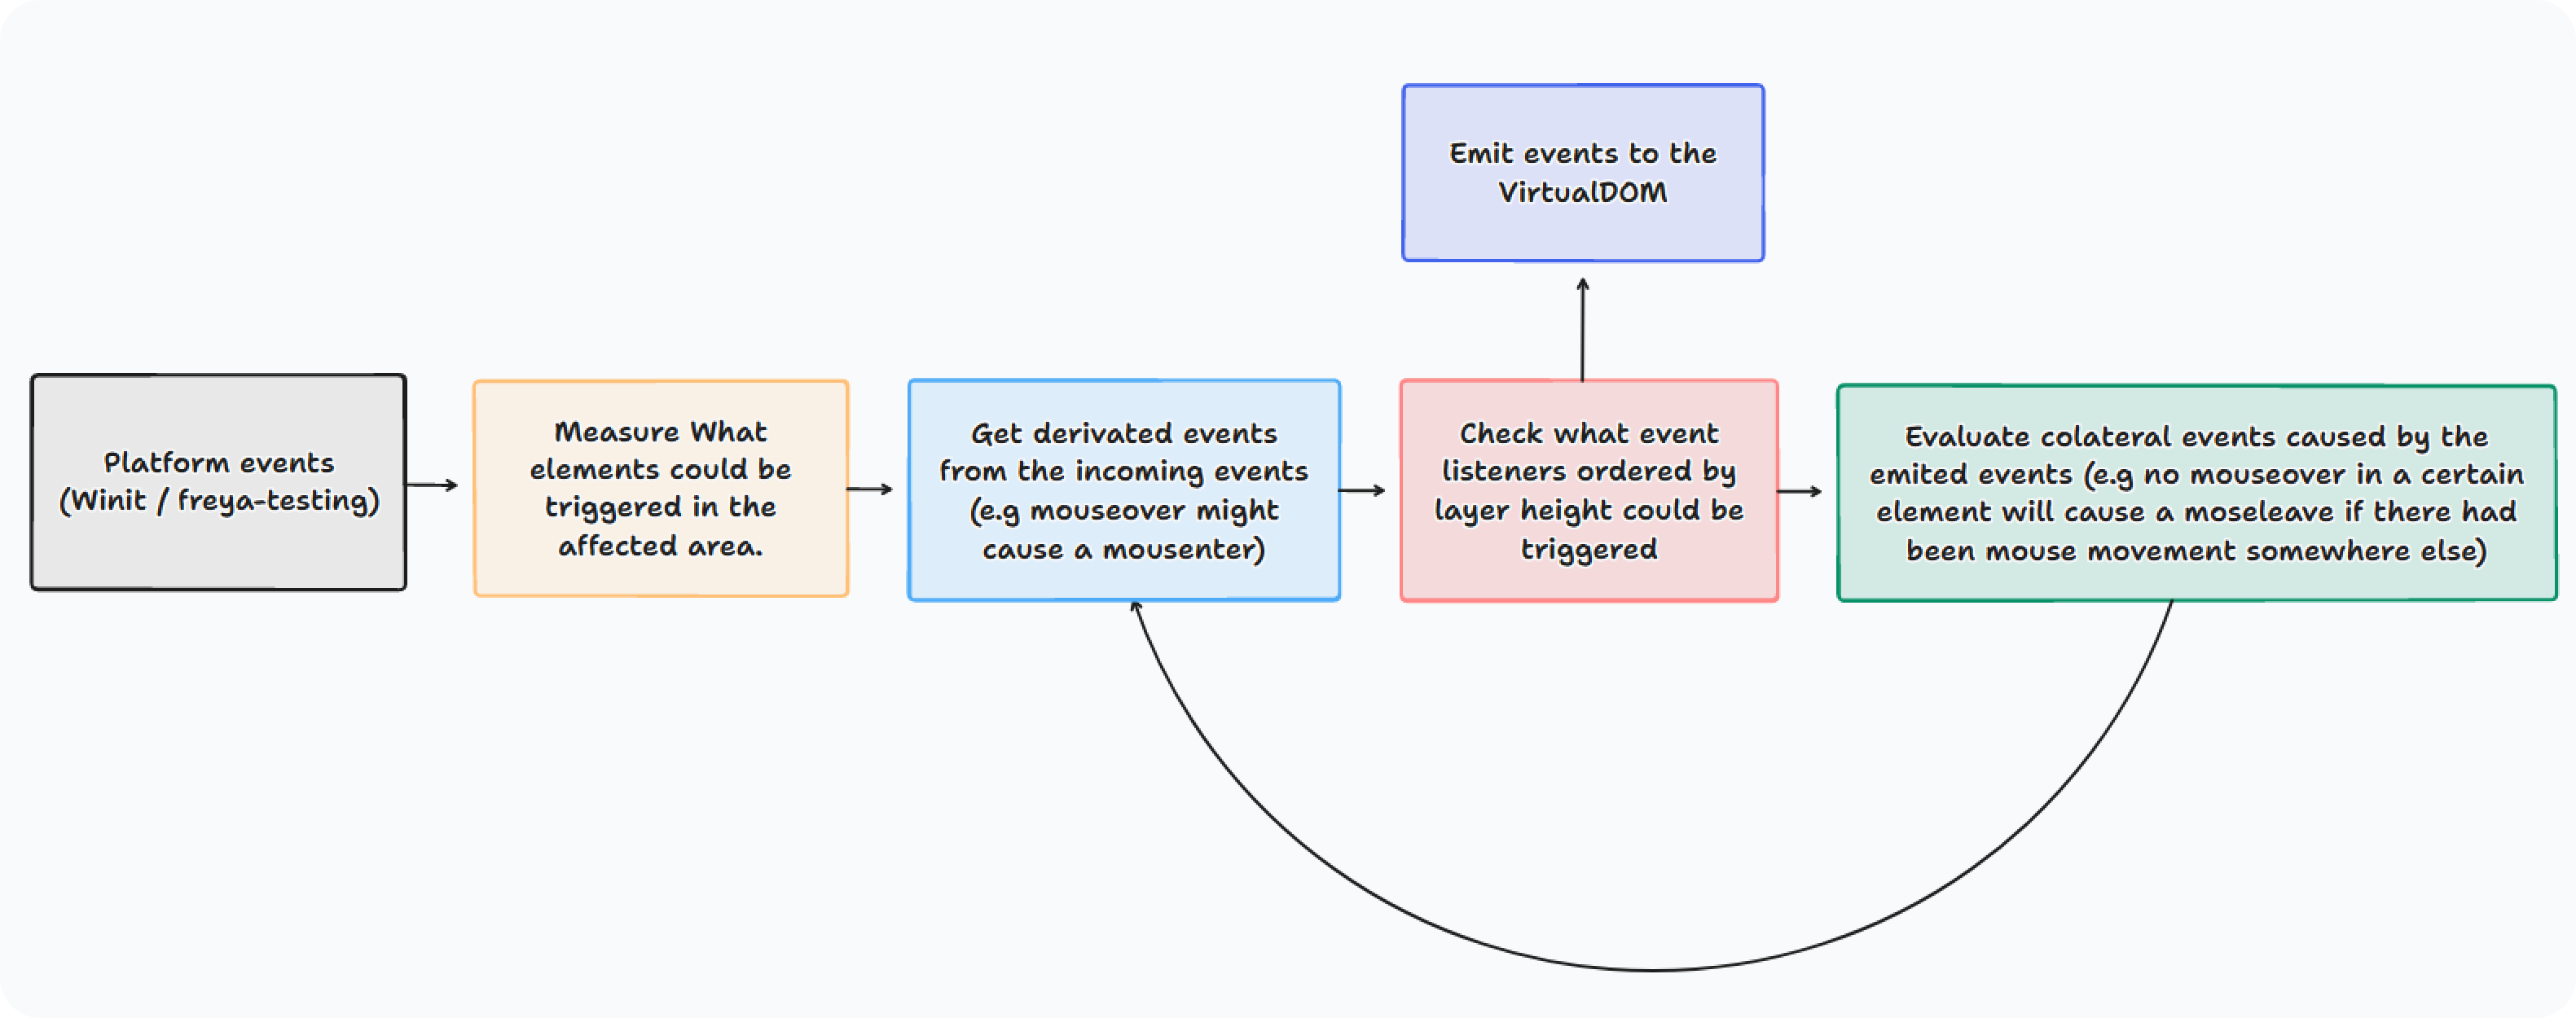 Emit events to the
VirtualDOM
Platform events
(Winit / freya-testing)
Measure What
elements could be
triggered in the
affected area.
Get derivated events
from the incoming events
(e.g mouseover might
cause a mousenter)
Check what event
listeners ordered by
layer height could be
triggered
Evaluate colateral events caused by the
emited events (e.g no mouseover in a certain
element will cause a moseleave if there had
been mouse movement somewhere else)